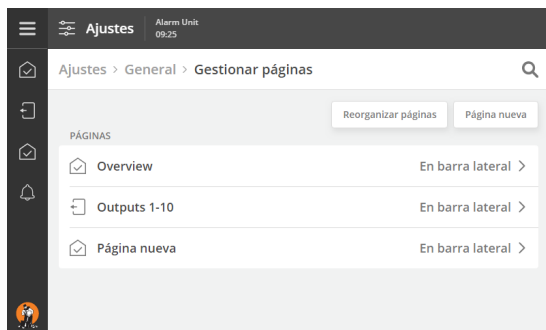 Ajustes
Alarm Unit
09:25
Ajustes > General > Gestionar páginas
Reorganizar páginas
Página nueva
PÁGINAS
Overview
En barra lateral >
Outputs 1-10
En barra lateral >
Página nueva
En barra lateral >